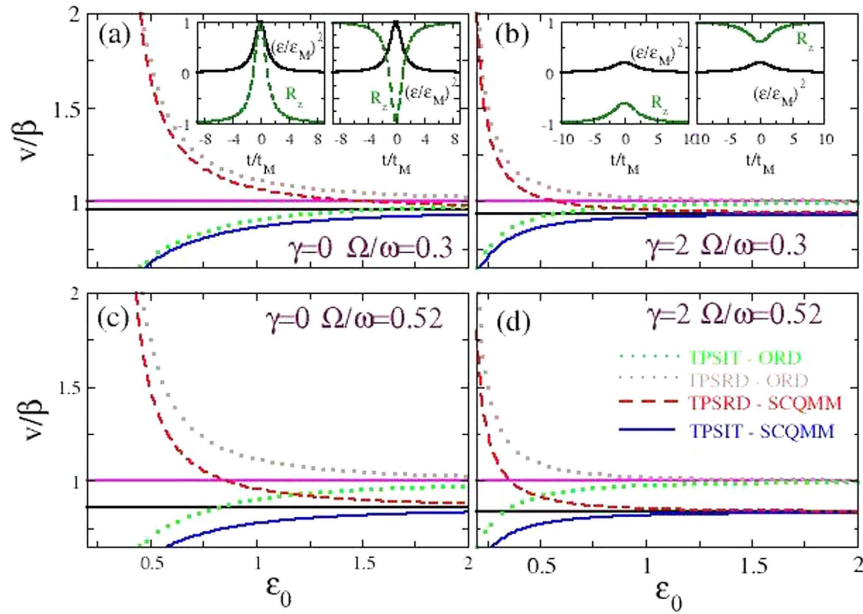 (a)
1
0
-1
(ε/ε_M)²
R_z
-8 -4 0 4 8
t/t_M
R_z
(ε/ε_M)²
-8 -4 0 4 8
t/t_M
(b)
1
0
-1
(ε/ε_M)²
R_z
-10 -5 0 5 10
t/t_M
R_z
(ε/ε_M)²
-5 0 5 10
t/t_M
2
1.5
1
v/β
γ=0 Ω/ω=0.3
γ=2 Ω/ω=0.3
(c)
γ=0 Ω/ω=0.52
(d)
γ=2 Ω/ω=0.52
TPSIT - ORD
TPSRD - ORD
TPSRD - SCQMM
TPSIT - SCQMM
2
1.5
1
v/β
0.5 1 1.5 2
ε₀
0.5 1 1.5 2
ε₀